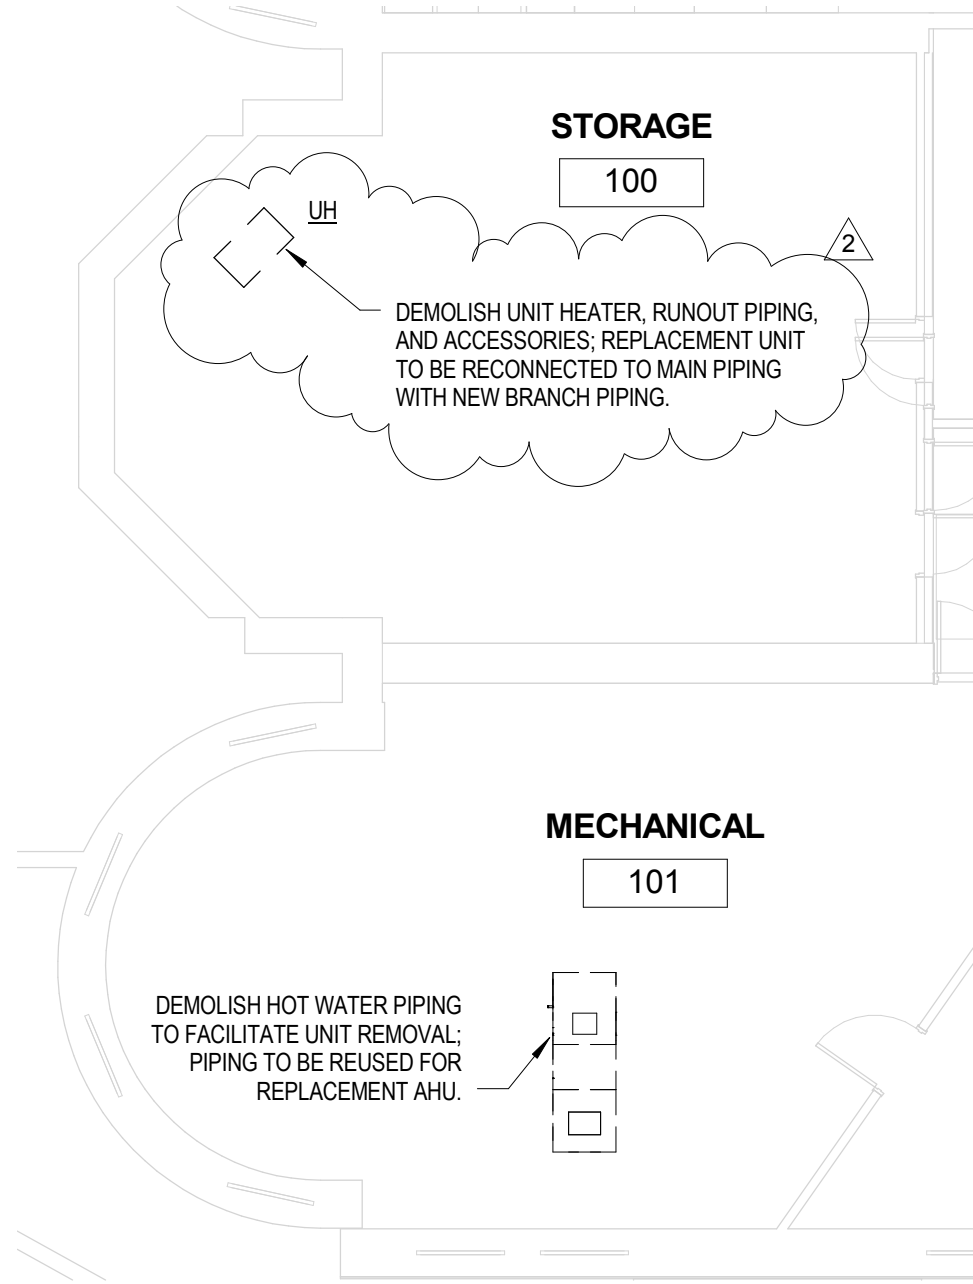 STORAGE
100
UH
2
DEMOLISH UNIT HEATER, RUNOUT PIPING,
AND ACCESSORIES; REPLACEMENT UNIT
TO BE RECONNECTED TO MAIN PIPING
WITH NEW BRANCH PIPING.
MECHANICAL
101
DEMOLISH HOT WATER PIPING
TO FACILITATE UNIT REMOVAL;
PIPING TO BE REUSED FOR
REPLACEMENT AHU.